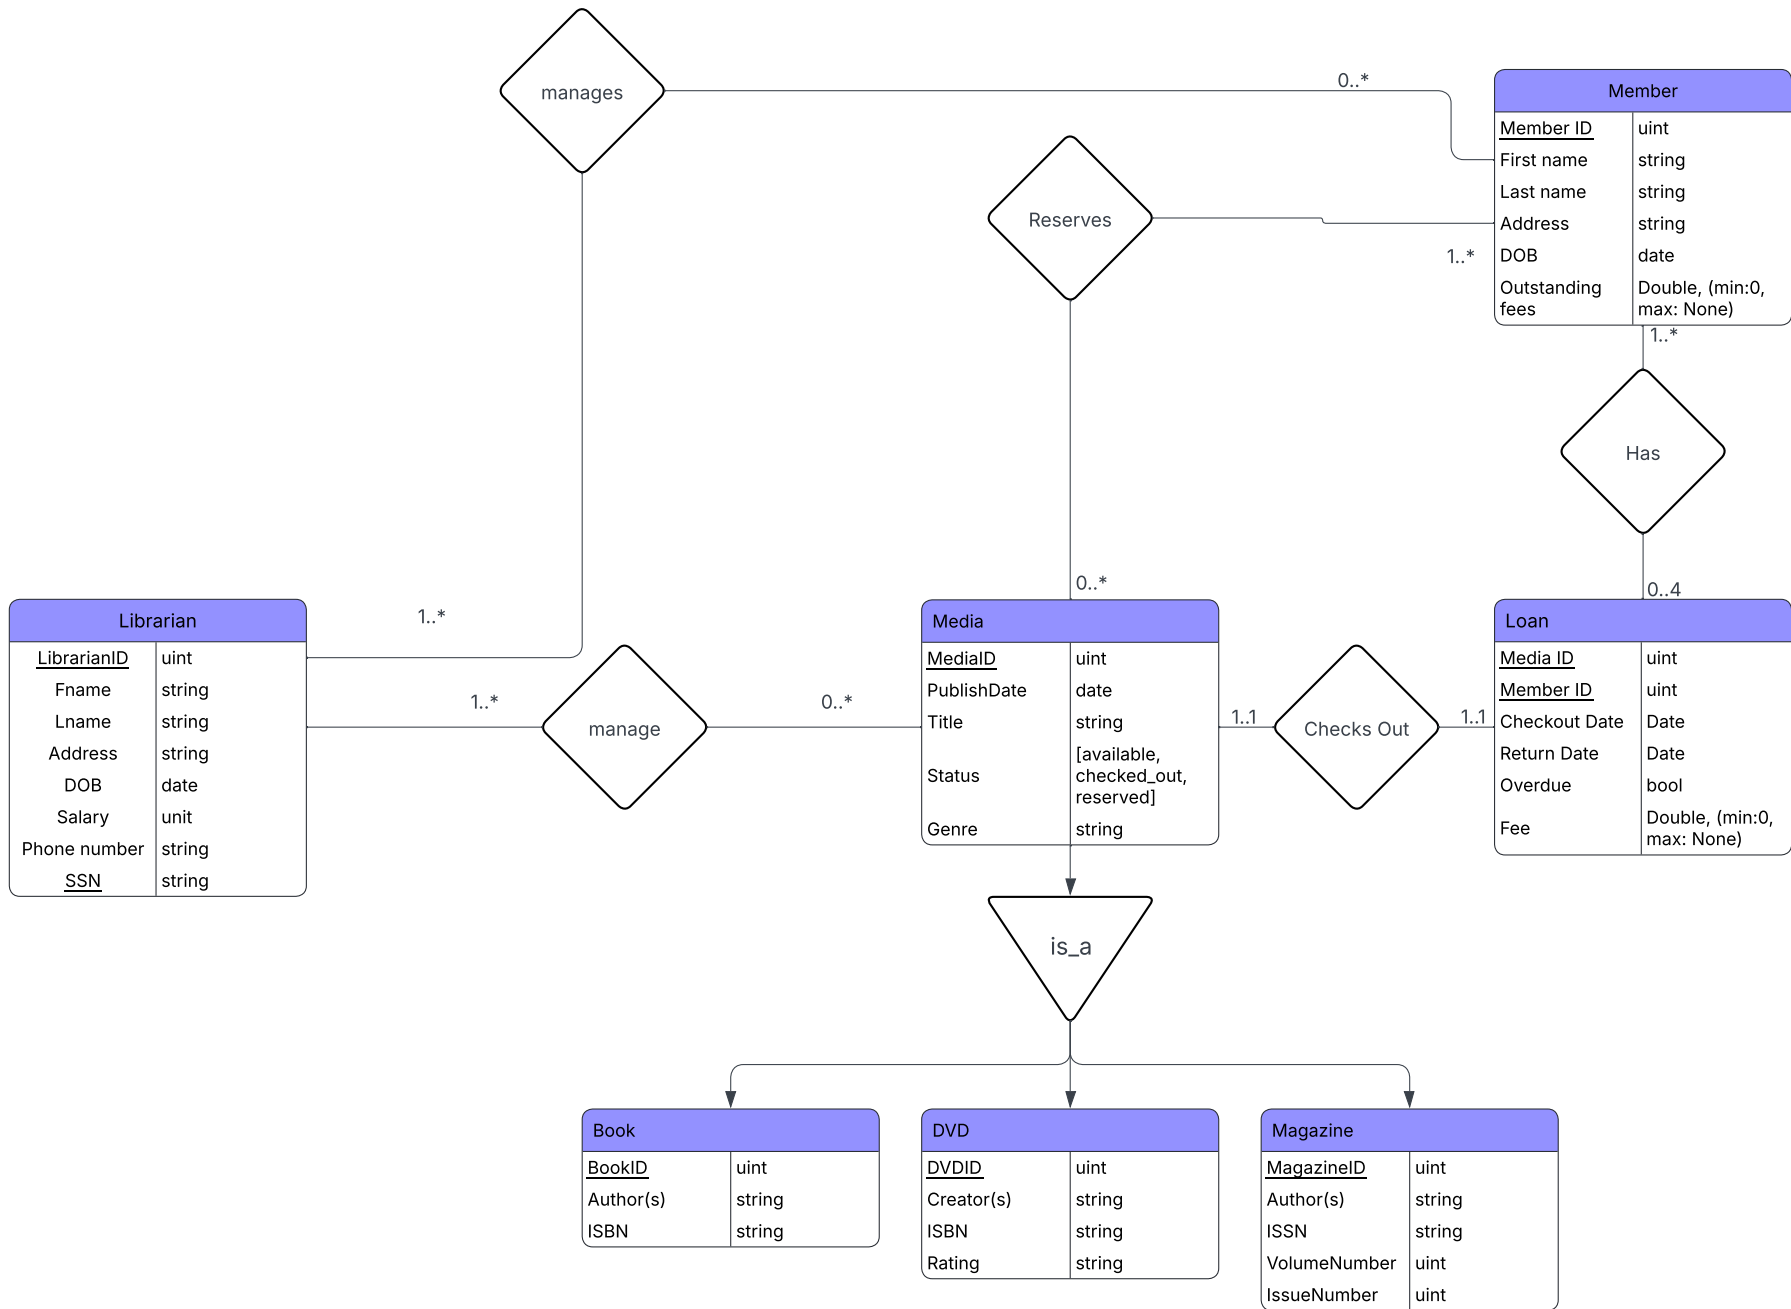 manages
0..*
Member
Member ID uint
First name string
Last name string
Address string
DOB date
Outstanding fees Double, (min:0, max: None)
Reserves
1..*
1..*
Has
0..4
0..*
1..*
Librarian
LibrarianID uint
Fname string
Lname string
Address string
DOB date
Salary unit
Phone number string
SSN string
1..*
manage
0..*
Media
MediaID uint
PublishDate date
Title string
Status [available, checked_out, reserved]
Genre string
1..1
Checks Out
1..1
Loan
Media ID uint
Member ID uint
Checkout Date Date
Return Date Date
Overdue bool
Fee Double, (min:0, max: None)
is_a
Book
BookID uint
Author(s) string
ISBN string
DVD
DVDID uint
Creator(s) string
ISBN string
Rating string
Magazine
MagazineID uint
Author(s) string
ISSN string
VolumeNumber uint
IssueNumber uint